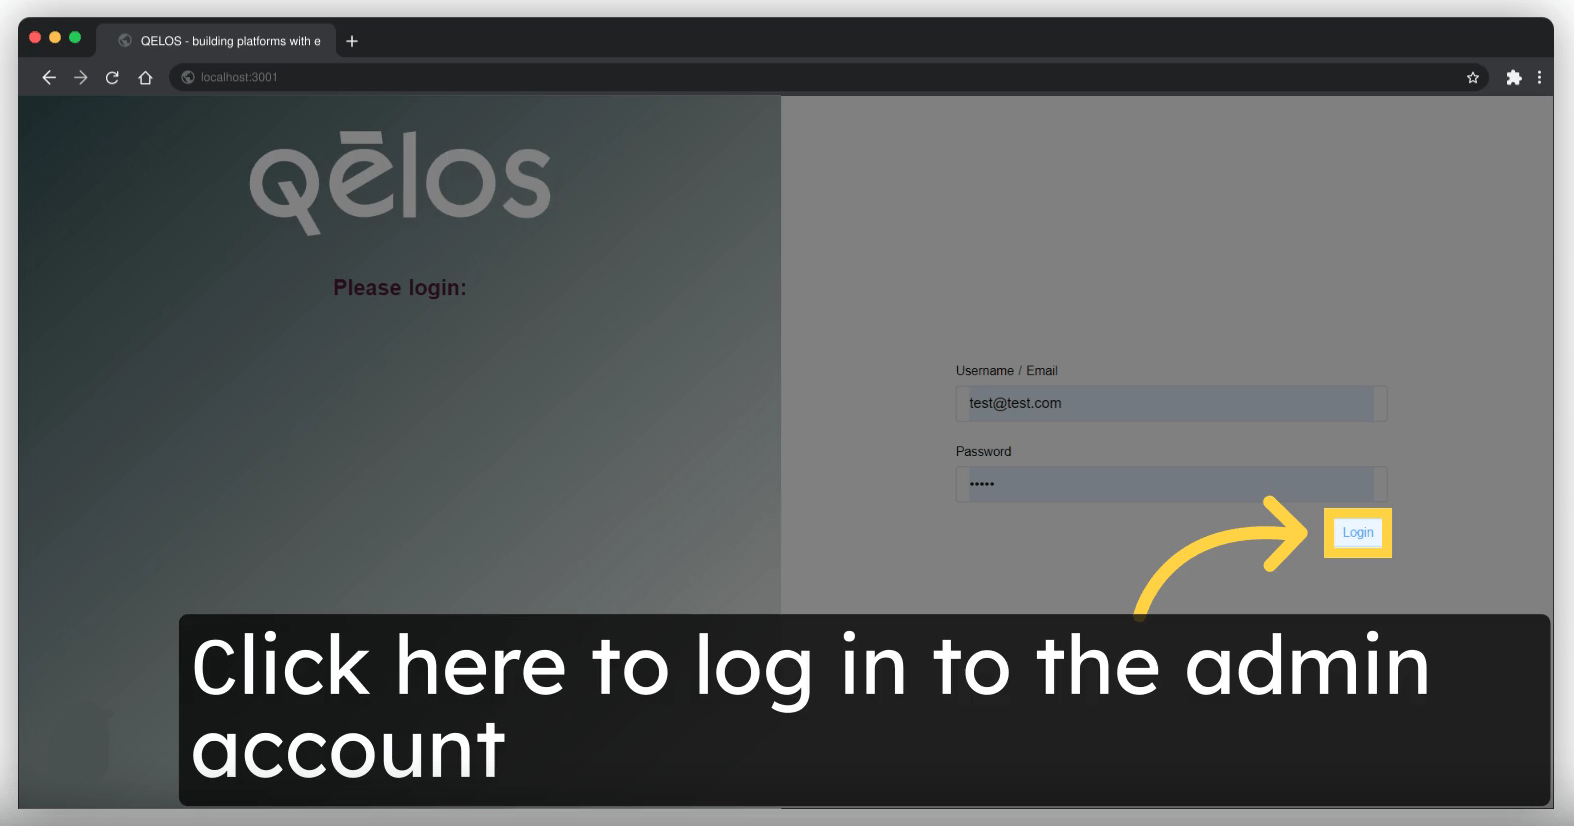 QELOS - building platforms with e
localhost:3001
Qēlos
Please login:
Username / Email
test@test.com
Password
•••••
Login
Click here to log in to the admin
account